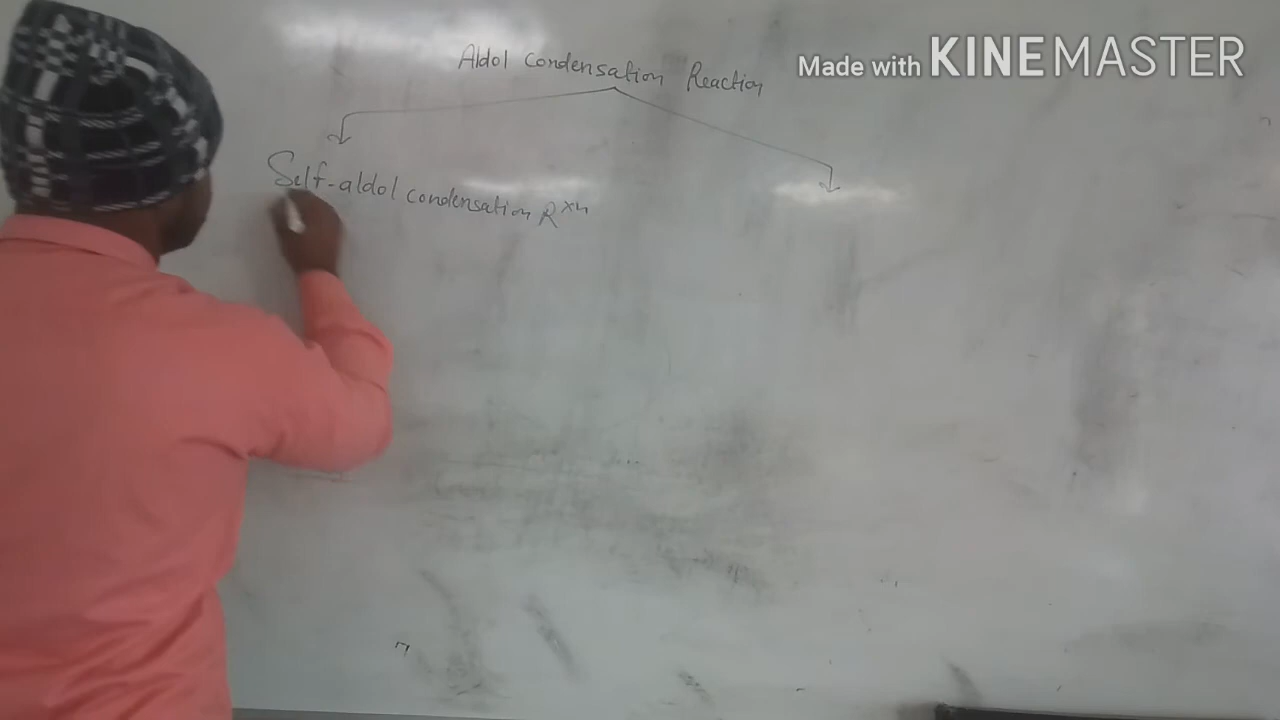 Made with KINEMASTER
Aldol Condensation Reaction
Self-aldol condensation Rxn